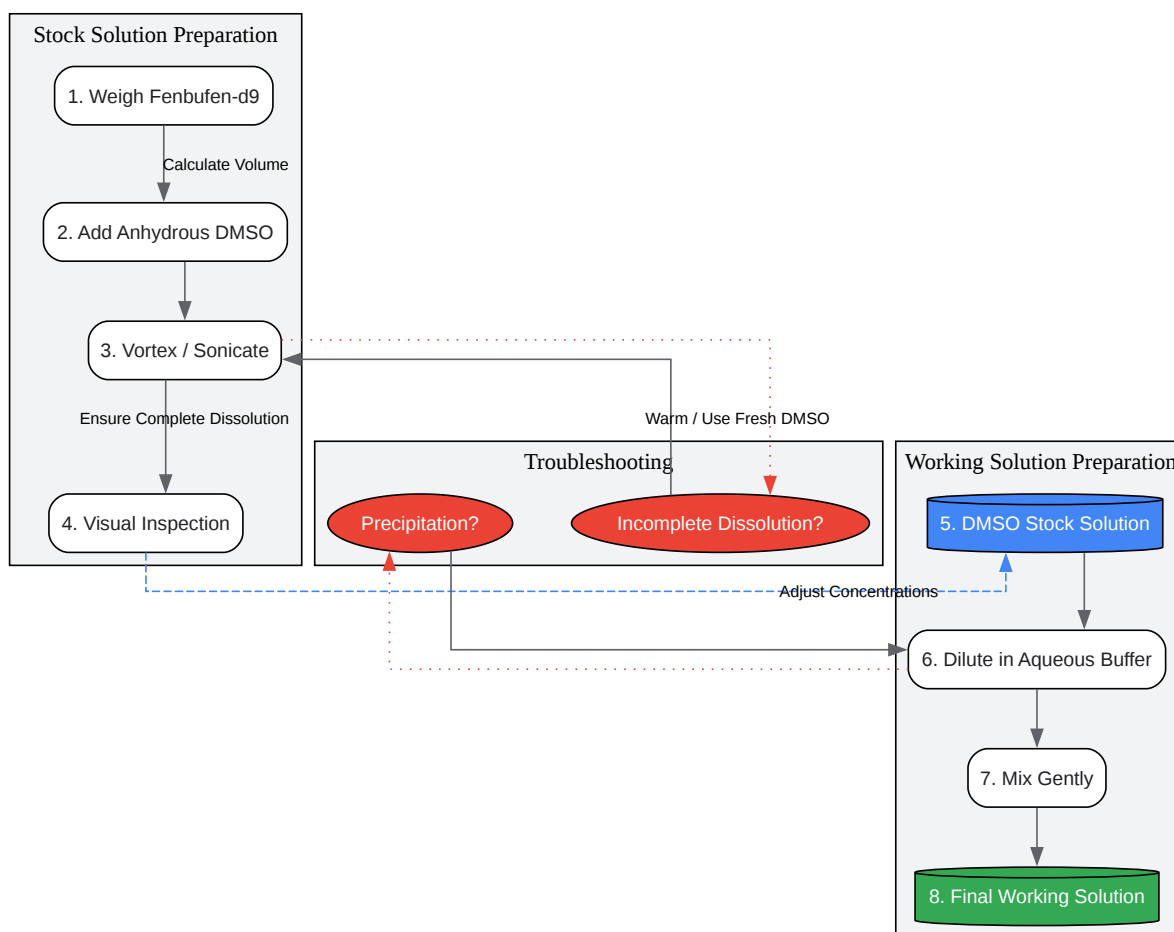 Stock Solution Preparation
1. Weigh Fenbufen-d9
Calculate Volume
2. Add Anhydrous DMSO
3. Vortex / Sonicate
Ensure Complete Dissolution
Warm / Use Fresh DMSO
4. Visual Inspection
Troubleshooting
Precipitation?
Incomplete Dissolution?
Working Solution Preparation
5. DMSO Stock Solution
Adjust Concentrations
6. Dilute in Aqueous Buffer
7. Mix Gently
8. Final Working Solution